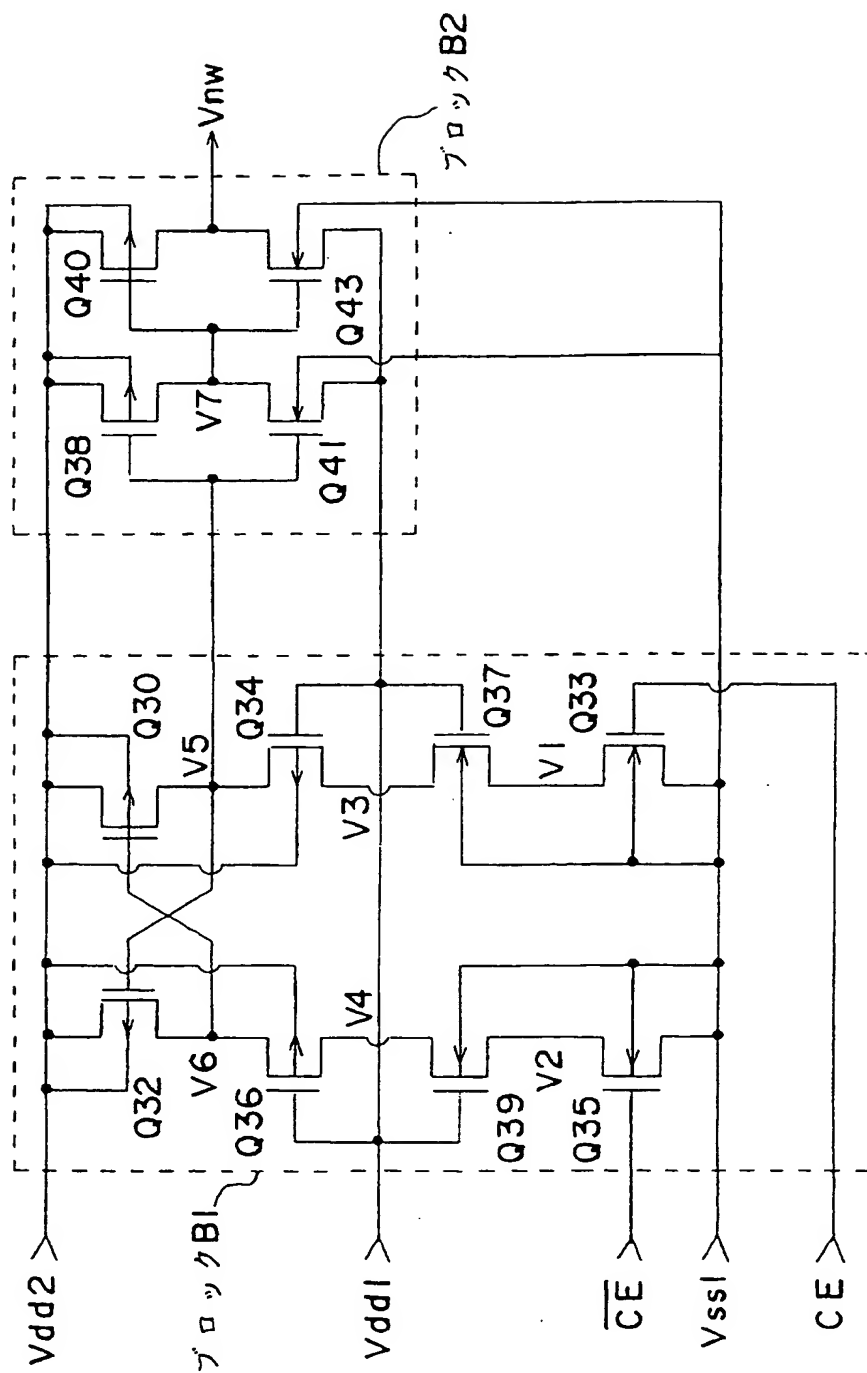 Vdd2
ブロックB1
Vdd1
C̅E̅
Vss1
CE
Q32
V6
Q36
V4
Q39
V2
Q35
Q30
V5
Q34
V3
Q37
V1
Q33
Q38
V7
Q41
Q40
Q43
Vnw
ブロックB2